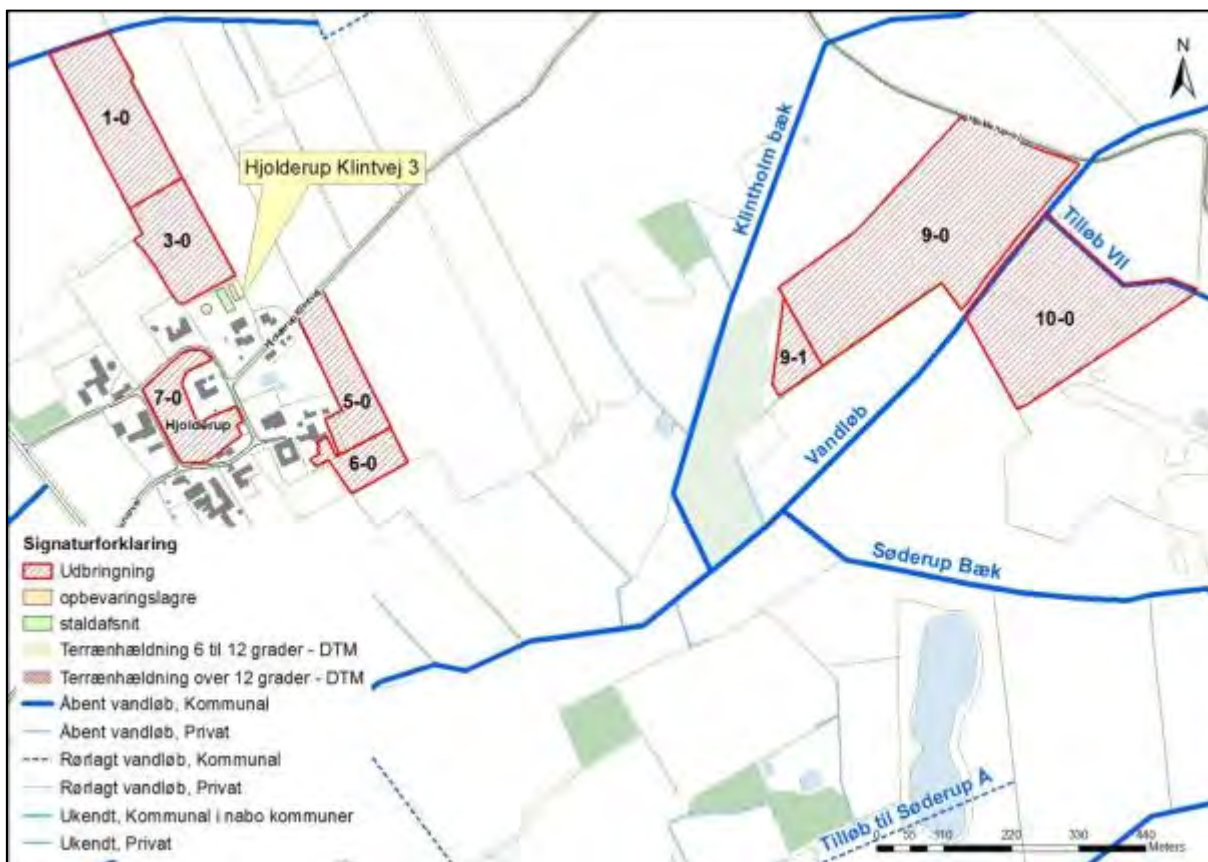 N
1-0
3-0
Hjolderup Klintvej 3
Klintholm bæk
9-0
Tilløb VII
10-0
9-1
7-0
Hjolderup
5-0
6-0
Vandløb
Søderup Bæk
Tilløb til Søderup A
Signaturforklaring
Udbringning
opbevaringslagre
staldafsnit
Terrænhældning 6 til 12 grader - DTM
Terrænhældning over 12 grader - DTM
Åbent vandløb, Kommunal
Åbent vandløb, Privat
Rørlagt vandløb, Kommunal
Rørlagt vandløb, Privat
Ukendt, Kommunal i nabo kommuner
Ukendt, Privat
0 55 110 220 330 440
Meters